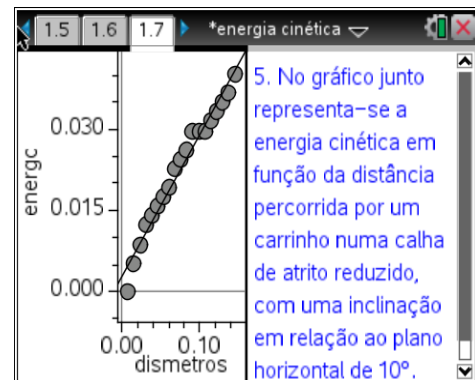 1.5 1.6 1.7 *energia cinética
energc
0.030
0.015
0.000
0.00 0.10
dismetros
5. No gráfico junto
representa-se a
energia cinética em
função da distância
percorrida por um
carrinho numa calha
de atrito reduzido,
com uma inclinação
em relação ao plano
horizontal de 10º.